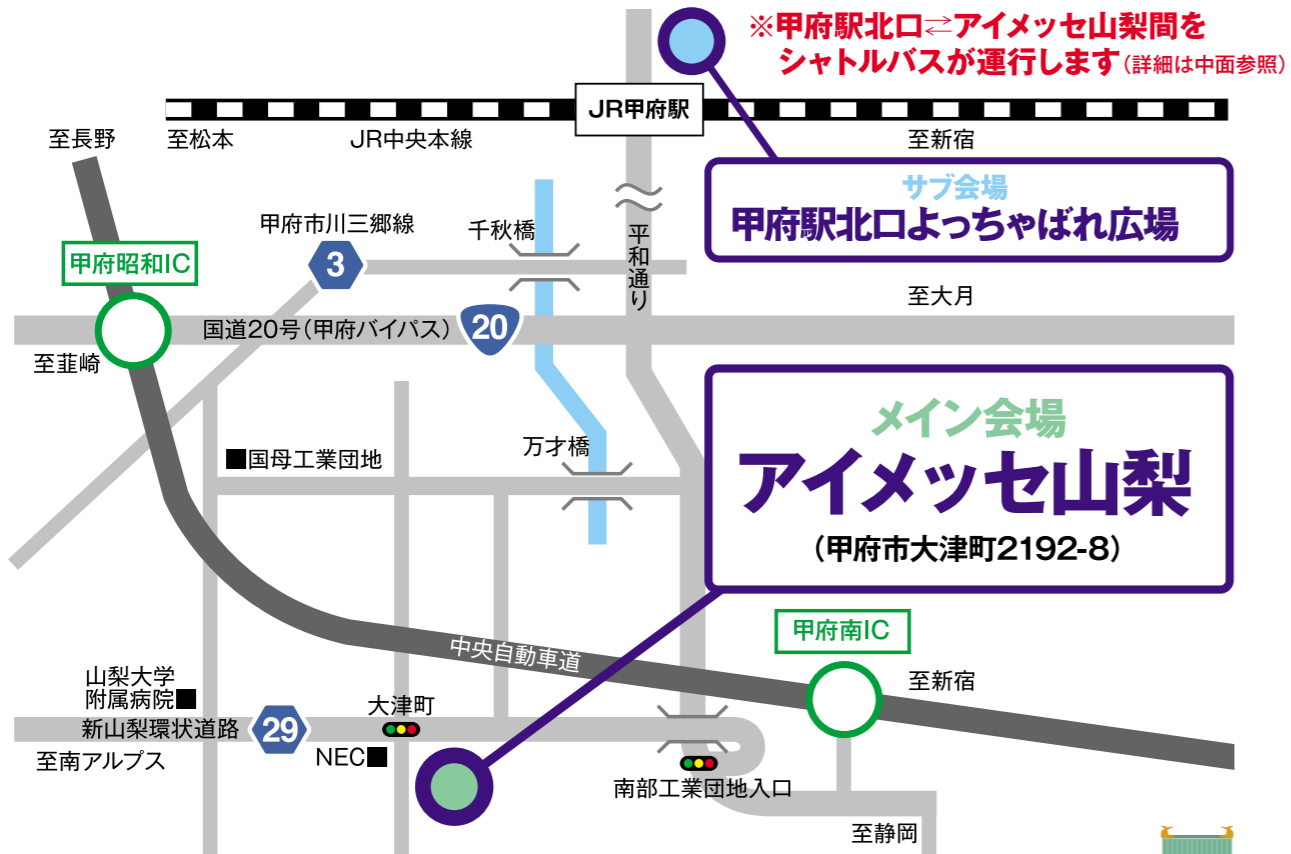 ※甲府駅北口⇄アイメッセ山梨間を
シャトルバスが運行します(詳細は中面参照)
JR甲府駅
至長野
至松本
JR中央本線
至新宿
サブ会場
甲府駅北口よっちゃばれ広場
甲府市川三郷線
千秋橋
平和通り
甲府昭和IC
3
至大月
国道20号(甲府バイパス)
20
至韮崎
メイン会場
アイメッセ山梨
(甲府市大津町2192-8)
万才橋
■国母工業団地
甲府南IC
中央自動車道
至新宿
山梨大学
附属病院■
大津町
新山梨環状道路
29
NEC■
至南アルプス
南部工業団地入口
至静岡